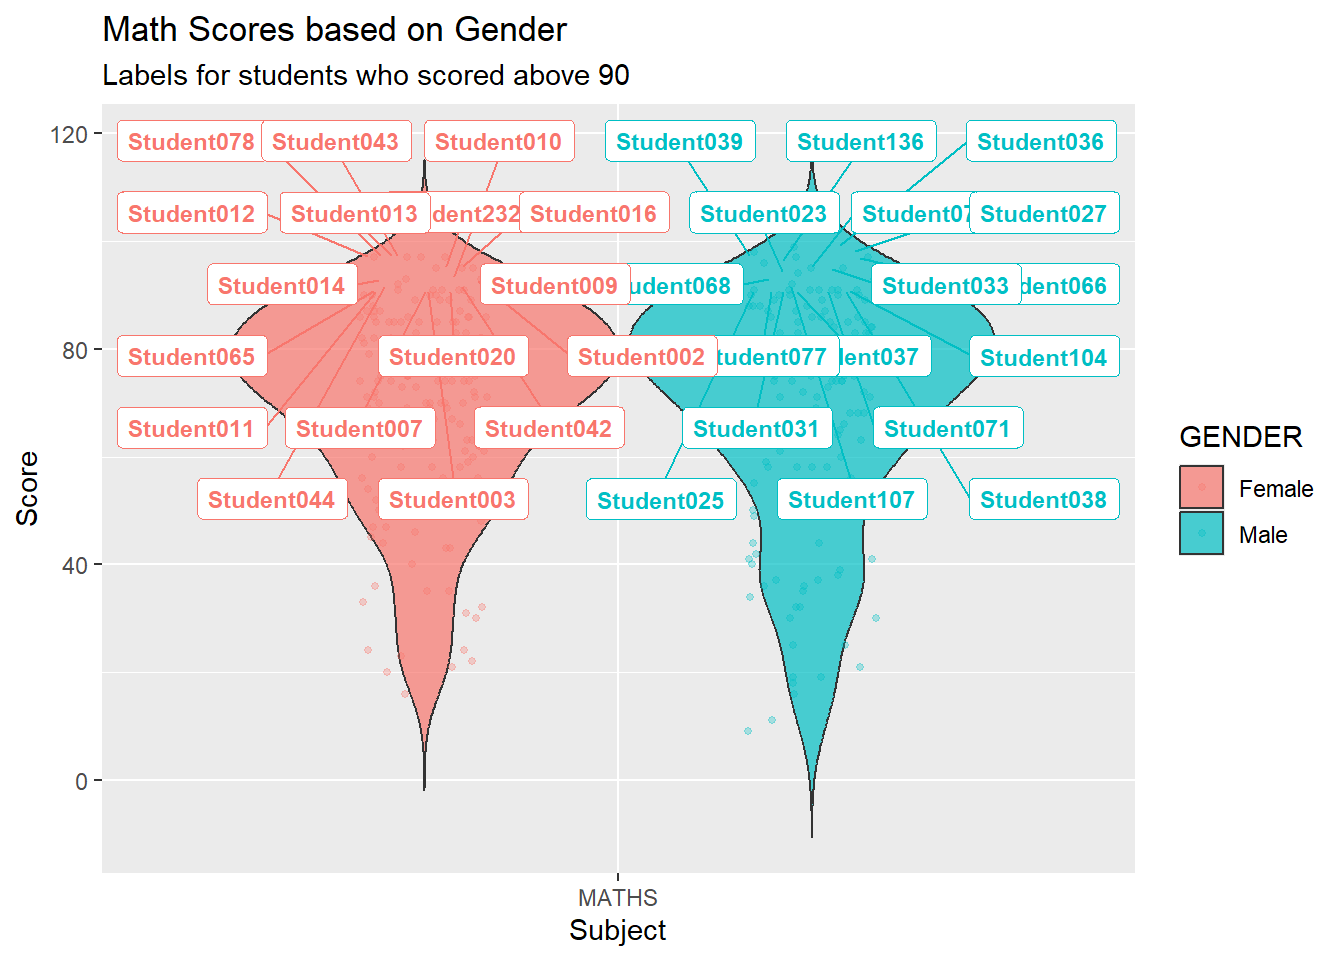 Math Scores based on Gender
Labels for students who scored above 90
120
Student078 Student043 Student010 Student039 Student136 Student036
Student012 Student013 dent232 Student016 Student023 Student027
Student014 Student009 udent068 Student033 dent066
80
Student065 Student020 Student002 tudent077 dent037 Student104
Student011 Student007 Student042 Student031 Student071
Student044 Student003 Student025 Student107 Student038
40
0
Score
MATHS
Subject
GENDER
Female
Male